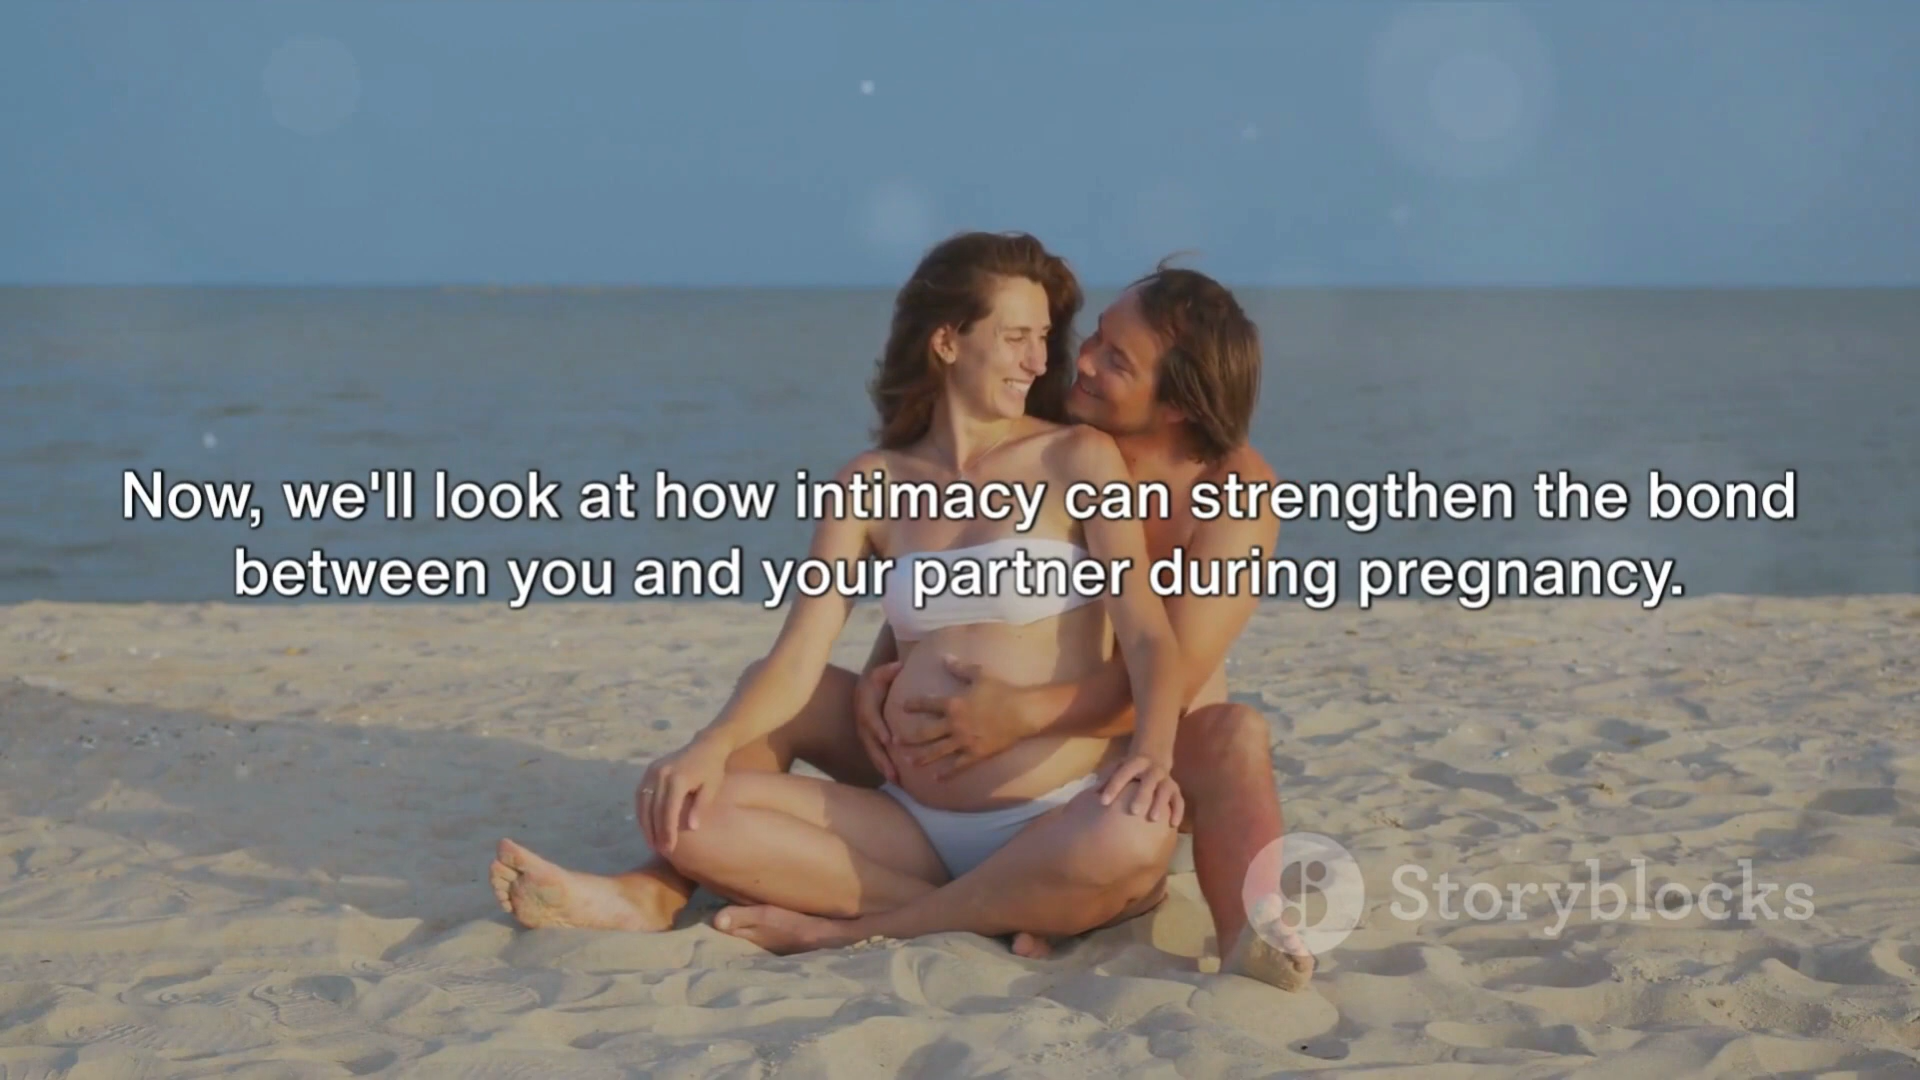 Now, we'll look at how intimacy can strengthen the bond
between you and your partner during pregnancy.
Storyblocks